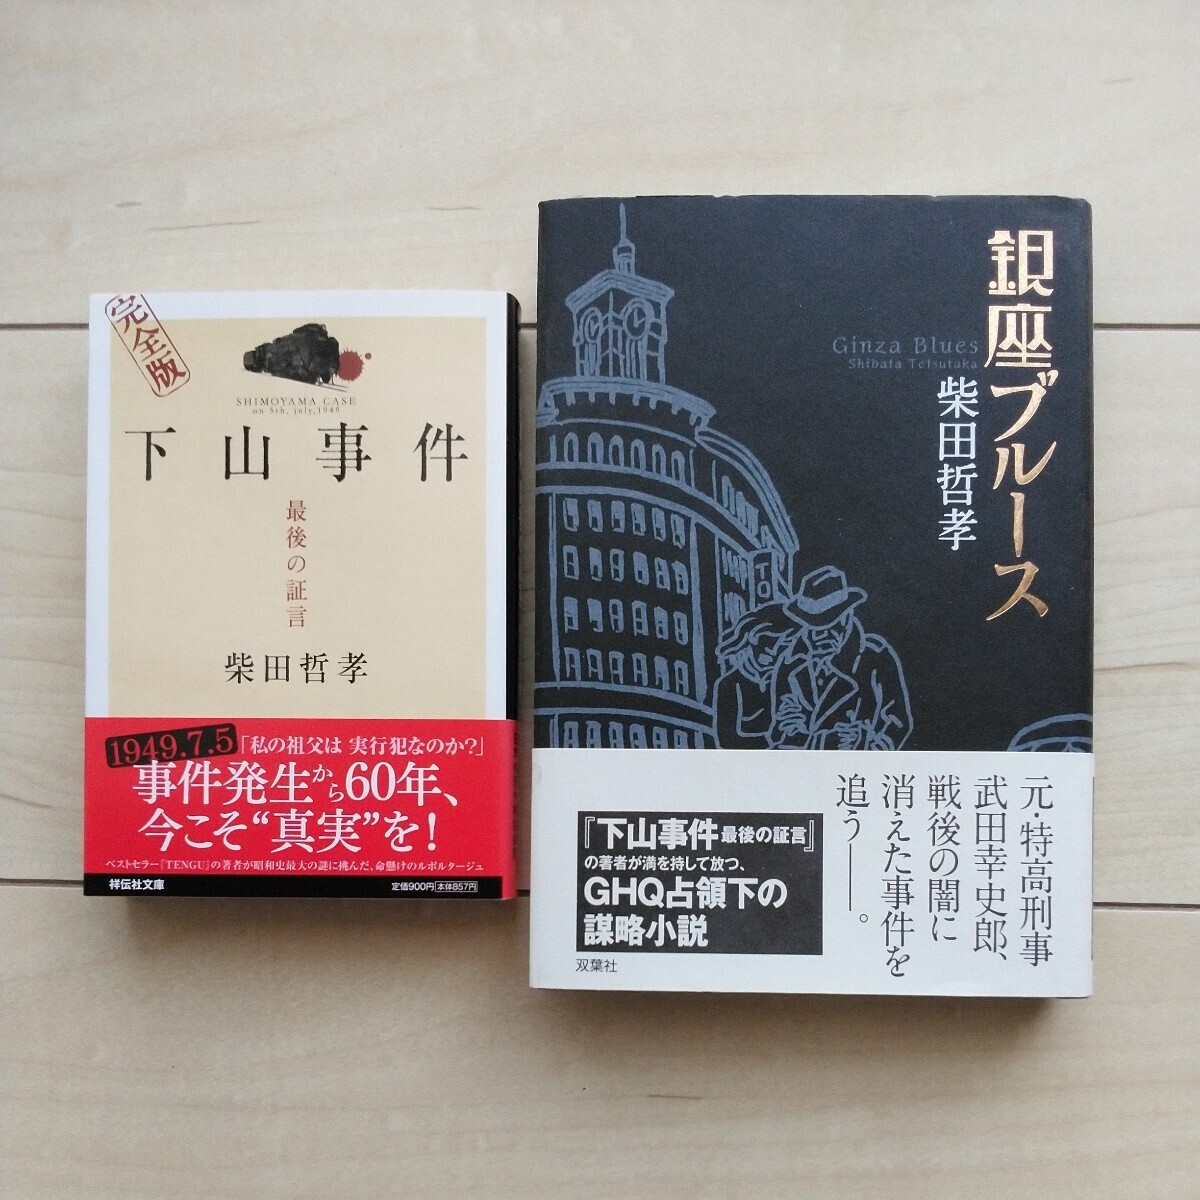 完全版
SHIMOYAMA CASE
on 5th, july, 1949
下山事件
最後の証言
柴田哲孝
1949.7.5
「私の祖父は 実行犯なのか?」
事件発生から60年、
今こそ“真実”を!
ベストセラー『TENGU』の著者が昭和史最大の謎に挑んだ、命懸けのルポルタージュ
祥伝社文庫
定価900円 本体857円
銀座ブルース
Ginza Blues
Shibata Tetsutaka
柴田哲孝
TO
元・特高刑事
武田幸史郎、
戦後の闇に
消えた事件を
追う――。
『下山事件 最後の証言』
の著者が満を持して放つ、
GHQ占領下の
謀略小説
双葉社